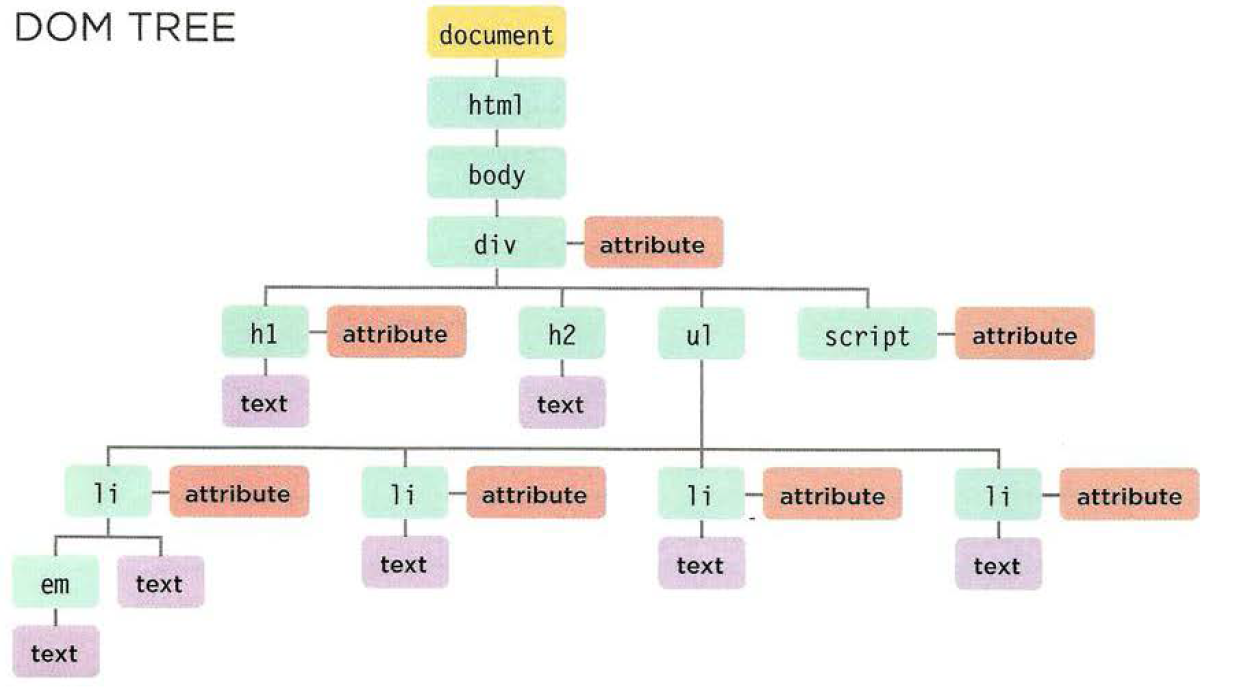 DOM TREE
document
html
body
div
attribute
h1
attribute
h2
ul
script
attribute
text
text
li
attribute
li
attribute
li
attribute
li
attribute
em
text
text
text
text
text